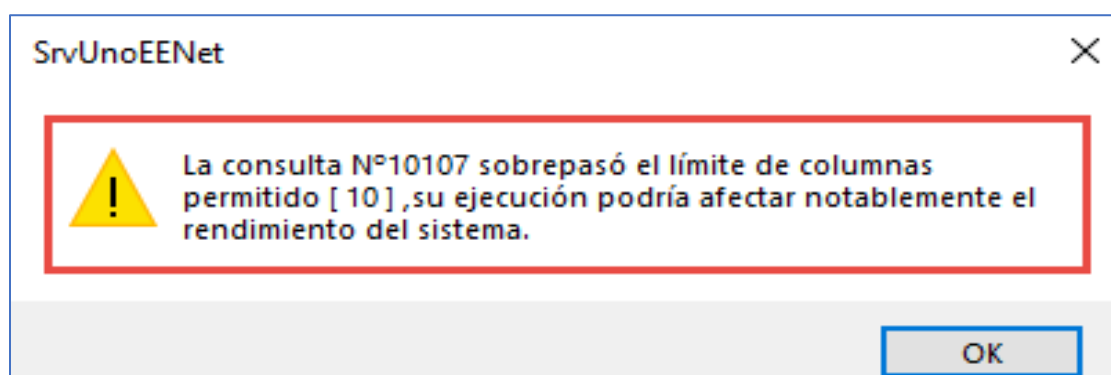 SrvUnoEENet
La consulta Nº10107 sobrepasó el límite de columnas
permitido [ 10 ] ,su ejecución podría afectar notablemente el
rendimiento del sistema.
OK